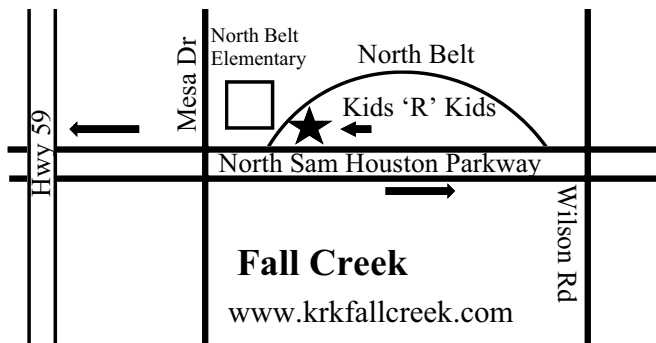 North Belt
Elementary
North Belt
Mesa Dr
Kids ‘R’ Kids
Hwy 59
North Sam Houston Parkway
Wilson Rd
Fall Creek
www.krkfallcreek.com